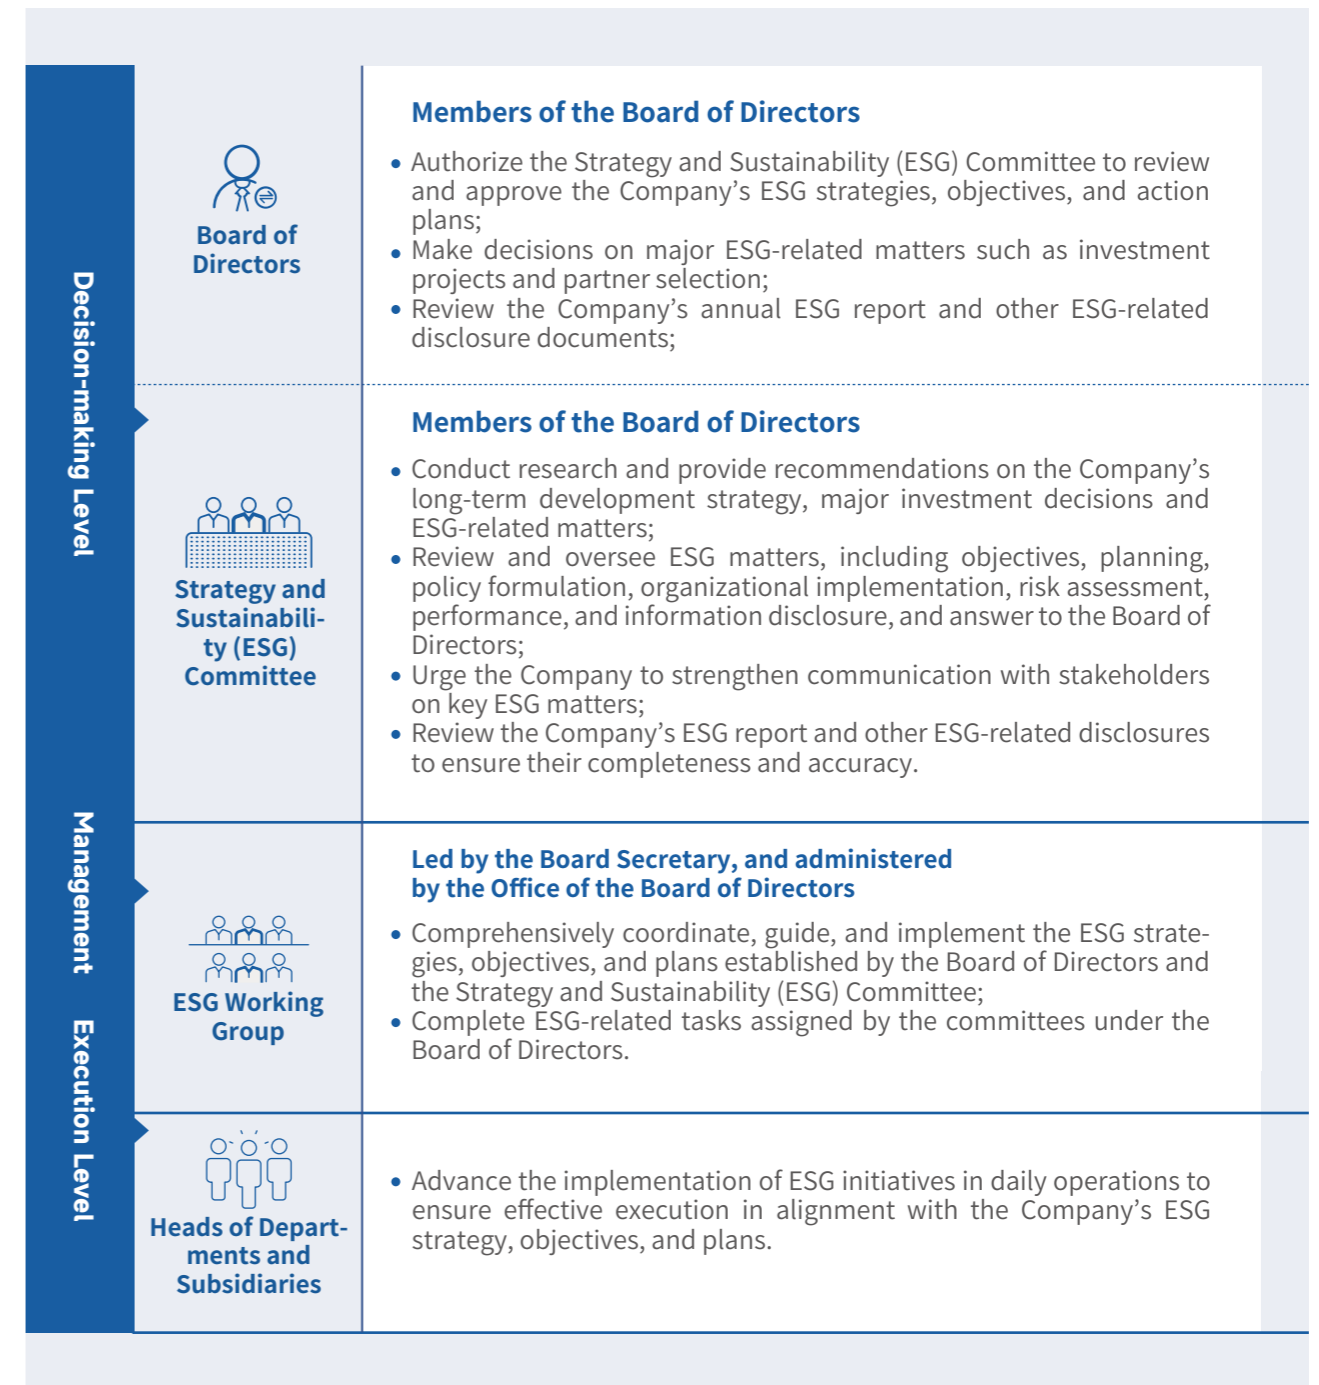 Decision-making Level
Board of
Directors
Members of the Board of Directors
• Authorize the Strategy and Sustainability (ESG) Committee to review
and approve the Company’s ESG strategies, objectives, and action
plans;
• Make decisions on major ESG-related matters such as investment
projects and partner selection;
• Review the Company’s annual ESG report and other ESG-related
disclosure documents;
Strategy and
Sustainabili-
ty (ESG)
Committee
Members of the Board of Directors
• Conduct research and provide recommendations on the Company’s
long-term development strategy, major investment decisions and
ESG-related matters;
• Review and oversee ESG matters, including objectives, planning,
policy formulation, organizational implementation, risk assessment,
performance, and information disclosure, and answer to the Board of
Directors;
• Urge the Company to strengthen communication with stakeholders
on key ESG matters;
• Review the Company’s ESG report and other ESG-related disclosures
to ensure their completeness and accuracy.
Management
ESG Working
Group
Led by the Board Secretary, and administered
by the Office of the Board of Directors
• Comprehensively coordinate, guide, and implement the ESG strate-
gies, objectives, and plans established by the Board of Directors and
the Strategy and Sustainability (ESG) Committee;
• Complete ESG-related tasks assigned by the committees under the
Board of Directors.
Execution Level
Heads of Depart-
ments and
Subsidiaries
• Advance the implementation of ESG initiatives in daily operations to
ensure effective execution in alignment with the Company’s ESG
strategy, objectives, and plans.